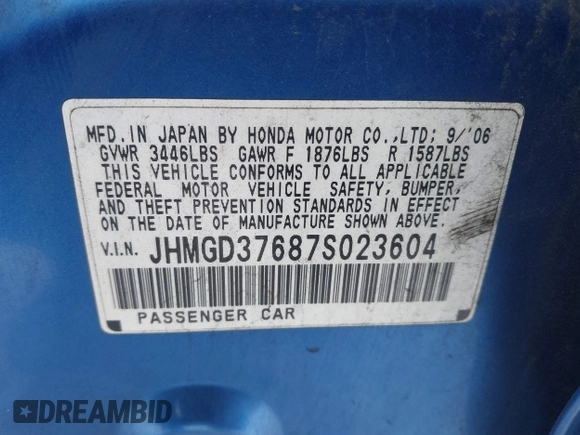 MFD. IN JAPAN BY HONDA MOTOR CO.,LTD; 9/'06
GVWR 3446LBS GAWR F 1876LBS R 1587LBS
THIS VEHICLE CONFORMS TO ALL APPLICABLE
FEDERAL MOTOR VEHICLE SAFETY, BUMPER,
AND THEFT PREVENTION STANDARDS IN EFFECT
ON THE DATE OF MANUFACTURE SHOWN ABOVE.
V.I.N. JHMGD37687S023604
PASSENGER CAR
DREAMBID